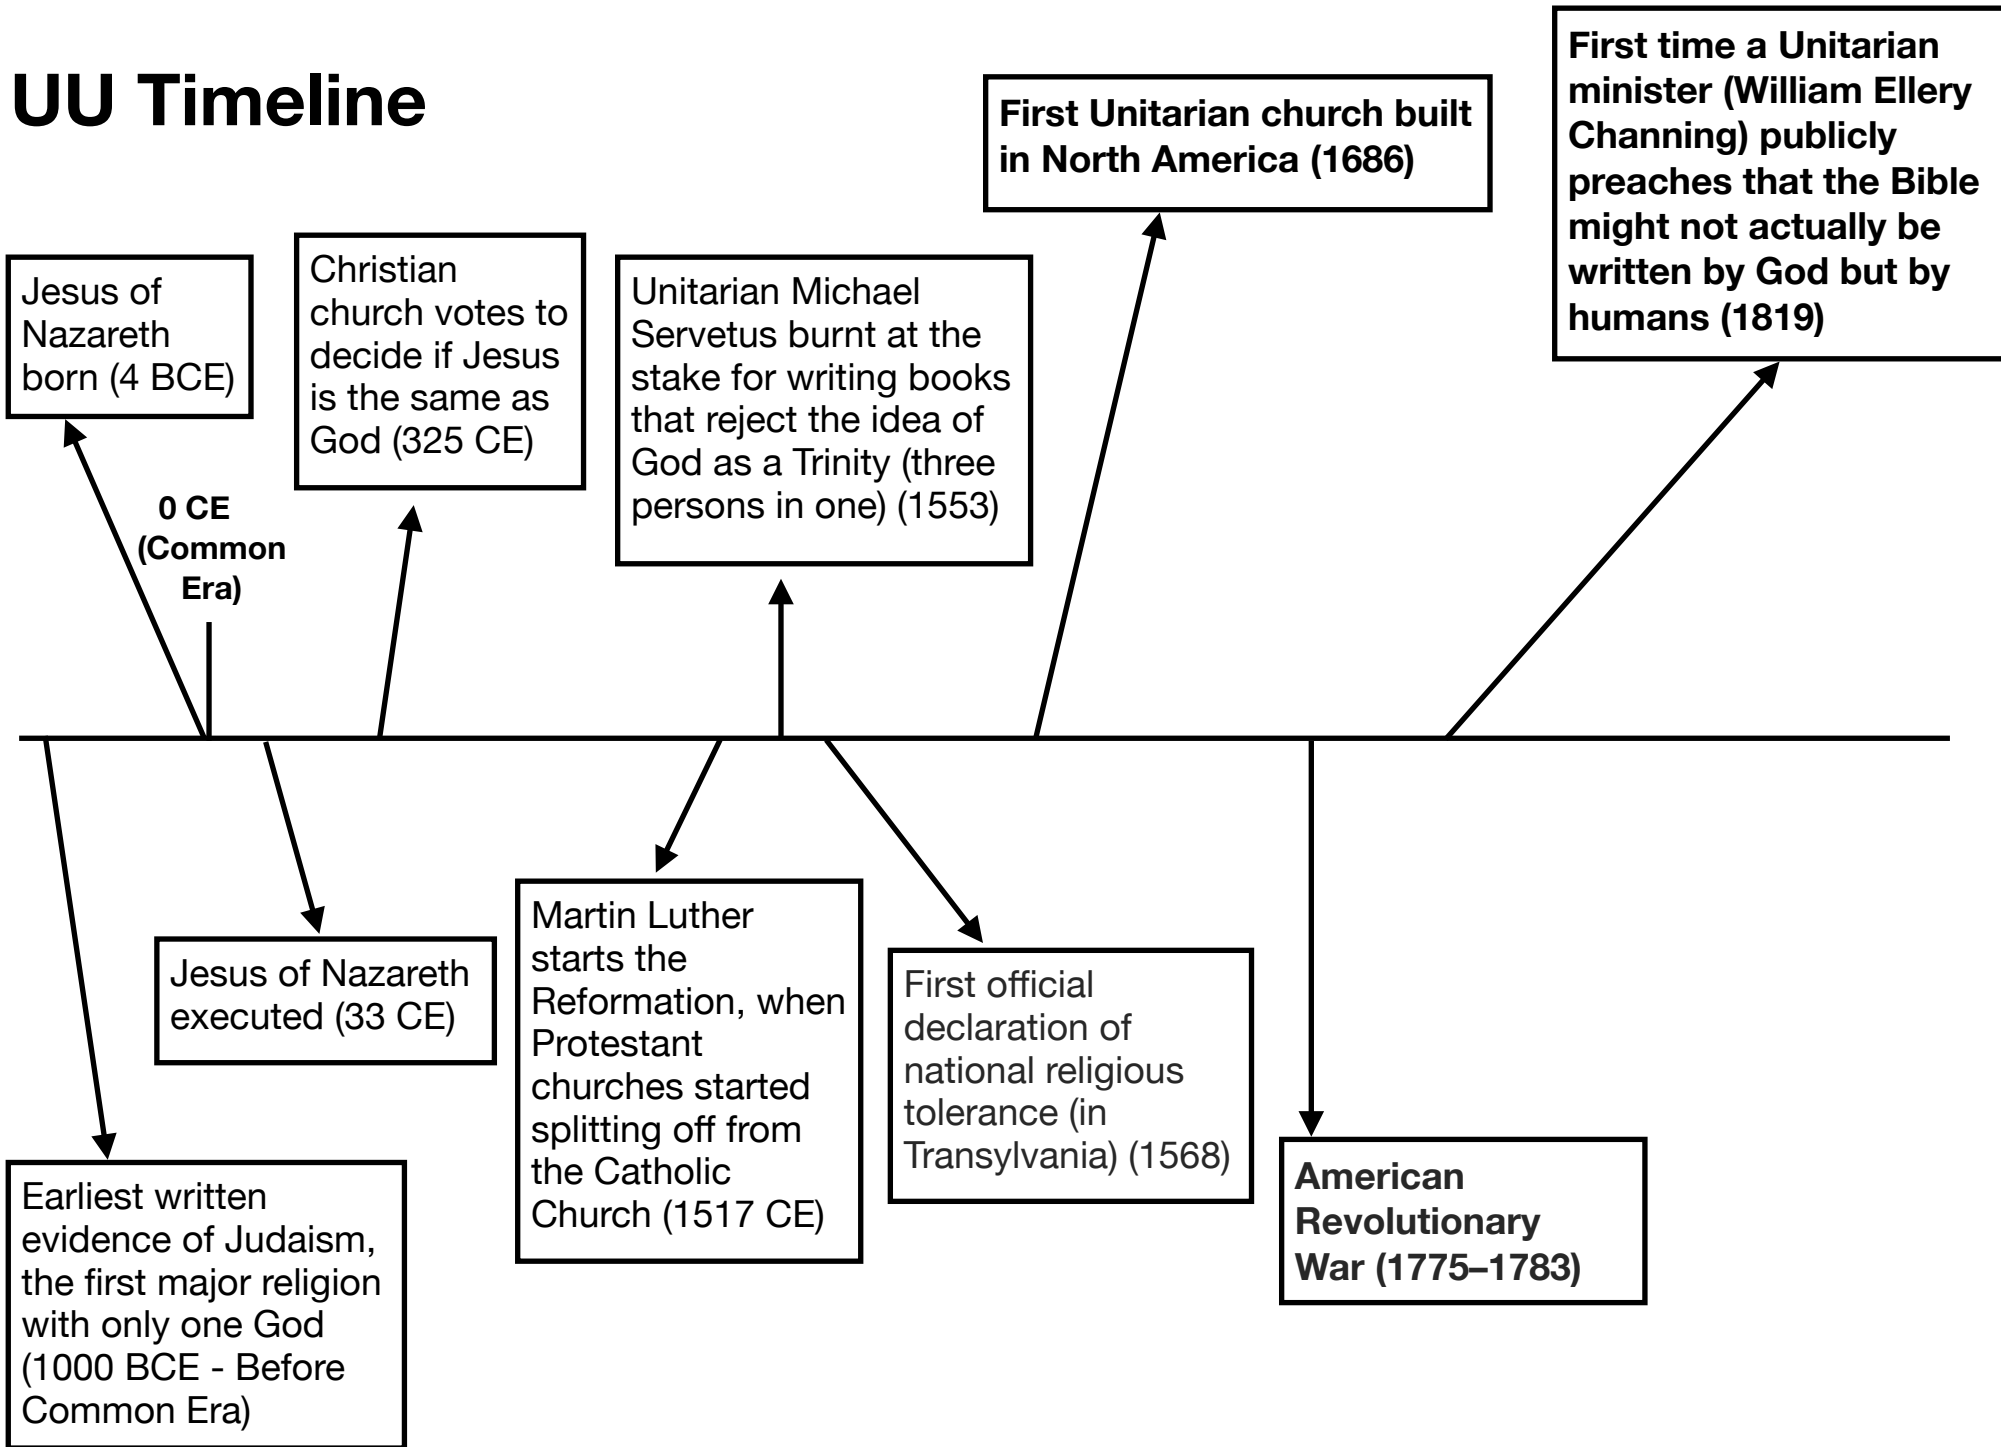 UU Timeline
First Unitarian church built
in North America (1686)
First time a Unitarian
minister (William Ellery
Channing) publicly
preaches that the Bible
might not actually be
written by God but by
humans (1819)
Jesus of
Nazareth
born (4 BCE)
Christian
church votes to
decide if Jesus
is the same as
God (325 CE)
Unitarian Michael
Servetus burnt at the
stake for writing books
that reject the idea of
God as a Trinity (three
persons in one) (1553)
0 CE
(Common
Era)
Jesus of Nazareth
executed (33 CE)
Martin Luther
starts the
Reformation, when
Protestant
churches started
splitting off from
the Catholic
Church (1517 CE)
First official
declaration of
national religious
tolerance (in
Transylvania) (1568)
American
Revolutionary
War (1775–1783)
Earliest written
evidence of Judaism,
the first major religion
with only one God
(1000 BCE - Before
Common Era)